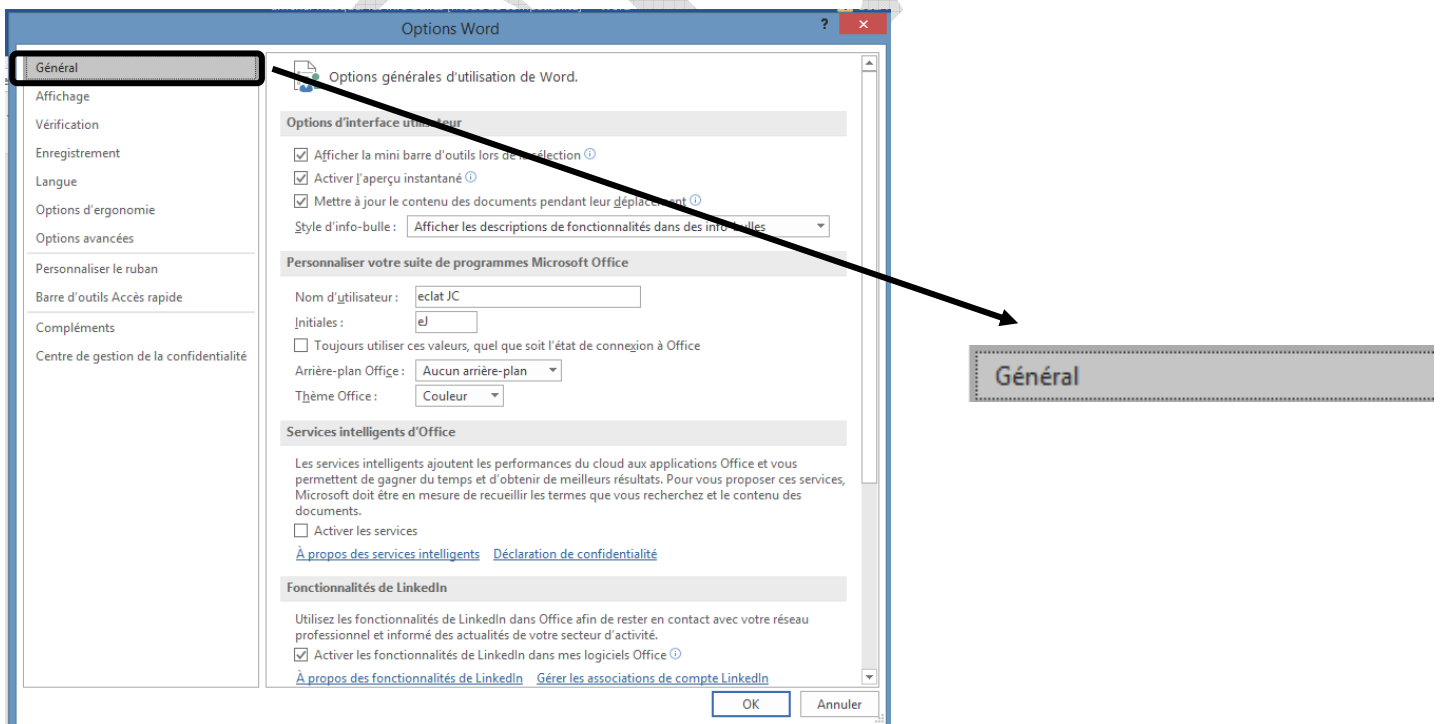 Options Word
?
Général
Affichage
Vérification
Enregistrement
Langue
Options d'ergonomie
Options avancées
Personnaliser le ruban
Barre d'outils Accès rapide
Compléments
Centre de gestion de la confidentialité
Options générales d'utilisation de Word.
Options d'interface utilisateur
Afficher la mini barre d'outils lors de la sélection
Activer l'aperçu instantané
Mettre à jour le contenu des documents pendant leur déplacement
Style d'info-bulle : Afficher les descriptions de fonctionnalités dans des info-bulles
Personnaliser votre suite de programmes Microsoft Office
Nom d'utilisateur : eclat JC
Initiales : eJ
Toujours utiliser ces valeurs, quel que soit l'état de connexion à Office
Arrière-plan Office : Aucun arrière-plan
Thème Office : Couleur
Services intelligents d'Office
Les services intelligents ajoutent les performances du cloud aux applications Office et vous
permettent de gagner du temps et d'obtenir de meilleurs résultats. Pour vous proposer ces services,
Microsoft doit être en mesure de recueillir les termes que vous recherchez et le contenu des
documents.
Activer les services
À propos des services intelligents Déclaration de confidentialité
Fonctionnalités de LinkedIn
Utilisez les fonctionnalités de LinkedIn dans Office afin de rester en contact avec votre réseau
professionnel et informé des actualités de votre secteur d'activité.
Activer les fonctionnalités de LinkedIn dans mes logiciels Office
À propos des fonctionnalités de LinkedIn Gérer les associations de compte LinkedIn
OK Annuler
Général